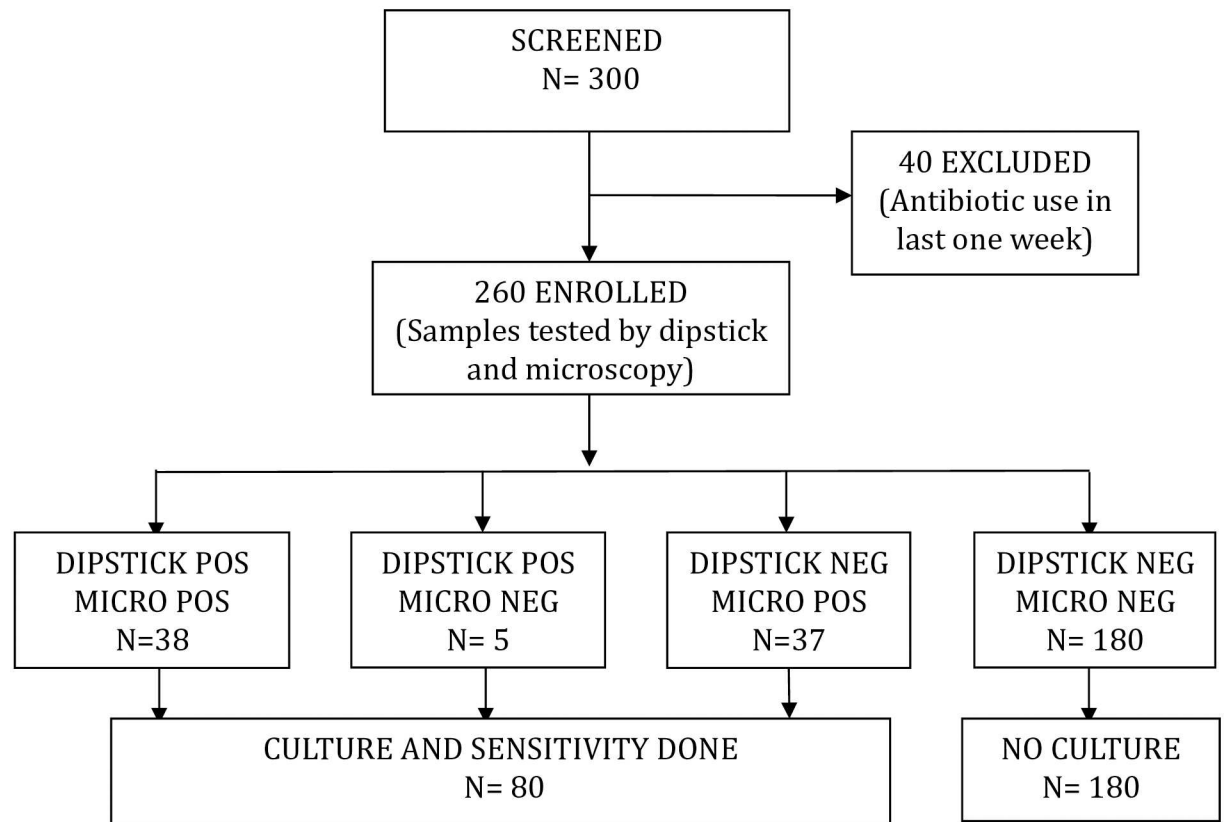 SCREENED
N= 300
40 EXCLUDED
(Antibiotic use in
last one week)
260 ENROLLED
(Samples tested by dipstick
and microscopy)
DIPSTICK POS
MICRO POS
N=38
DIPSTICK POS
MICRO NEG
N= 5
DIPSTICK NEG
MICRO POS
N=37
DIPSTICK NEG
MICRO NEG
N= 180
CULTURE AND SENSITIVITY DONE
N= 80
NO CULTURE
N= 180